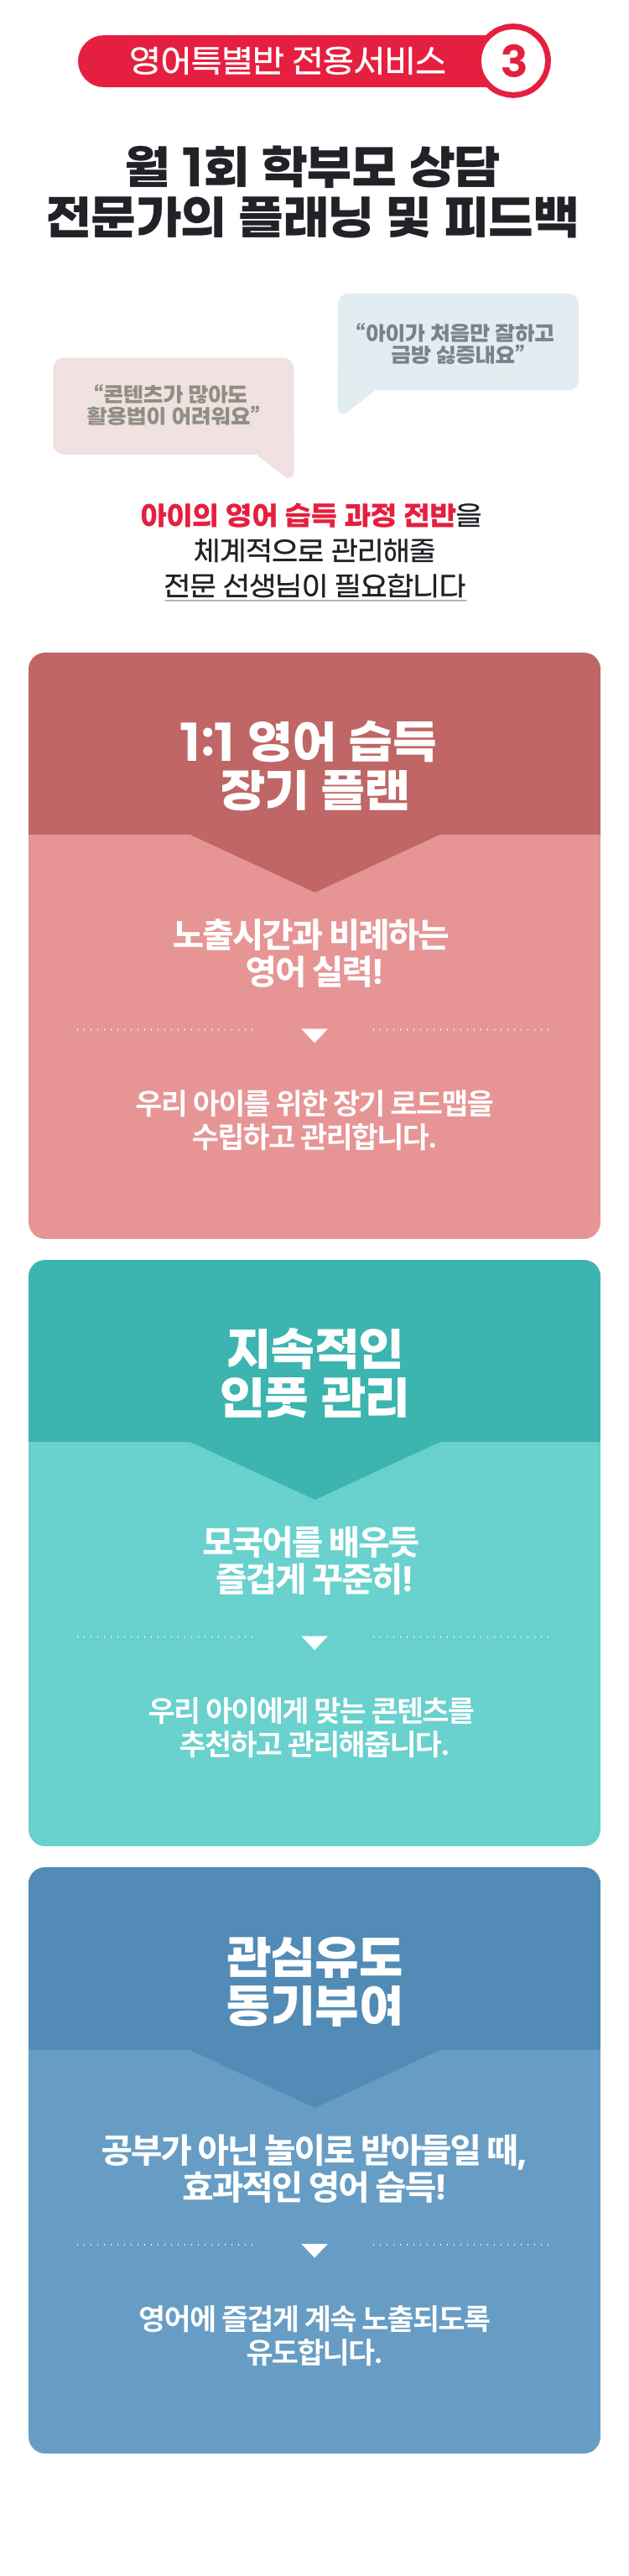 영어특별반 전용서비스 3
월 1회 학부모 상담
전문가의 플래닝 및 피드백
“아이가 처음만 잘하고
금방 싫증내요”
“콘텐츠가 많아도
활용법이 어려워요”
아이의 영어 습득 과정 전반을
체계적으로 관리해줄
전문 선생님이 필요합니다
1:1 영어 습득
장기 플랜
노출시간과 비례하는
영어 실력!
우리 아이를 위한 장기 로드맵을
수립하고 관리합니다.
지속적인
인풋 관리
모국어를 배우듯
즐겁게 꾸준히!
우리 아이에게 맞는 콘텐츠를
추천하고 관리해줍니다.
관심유도
동기부여
공부가 아닌 놀이로 받아들일 때,
효과적인 영어 습득!
영어에 즐겁게 계속 노출되도록
유도합니다.